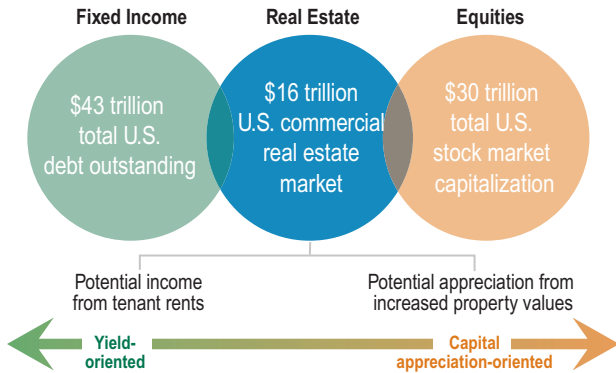 Fixed Income
Real Estate
Equities
$43 trillion
total U.S.
debt outstanding
$16 trillion
U.S. commercial
real estate
market
$30 trillion
total U.S.
stock market
capitalization
Potential income
from tenant rents
Potential appreciation from
increased property values
Yield-
oriented
Capital
appreciation-oriented